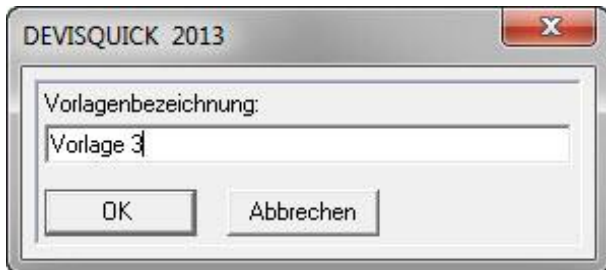 DEVISQUICK 2013
Vorlagenbezeichnung:
Vorlage 3
OK Abbrechen